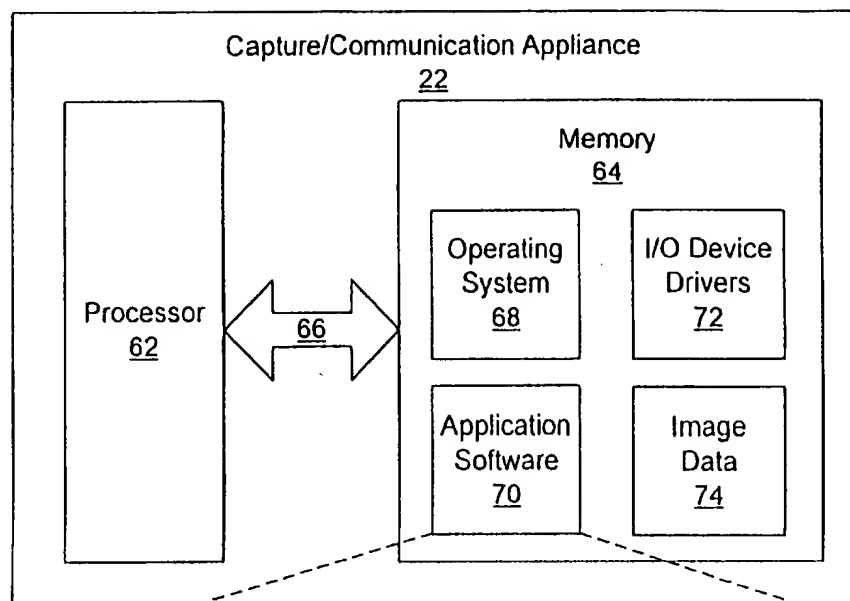 Capture/Communication Appliance
22
Processor
62
66
Memory
64
Operating
System
68
I/O Device
Drivers
72
Application
Software
70
Image
Data
74